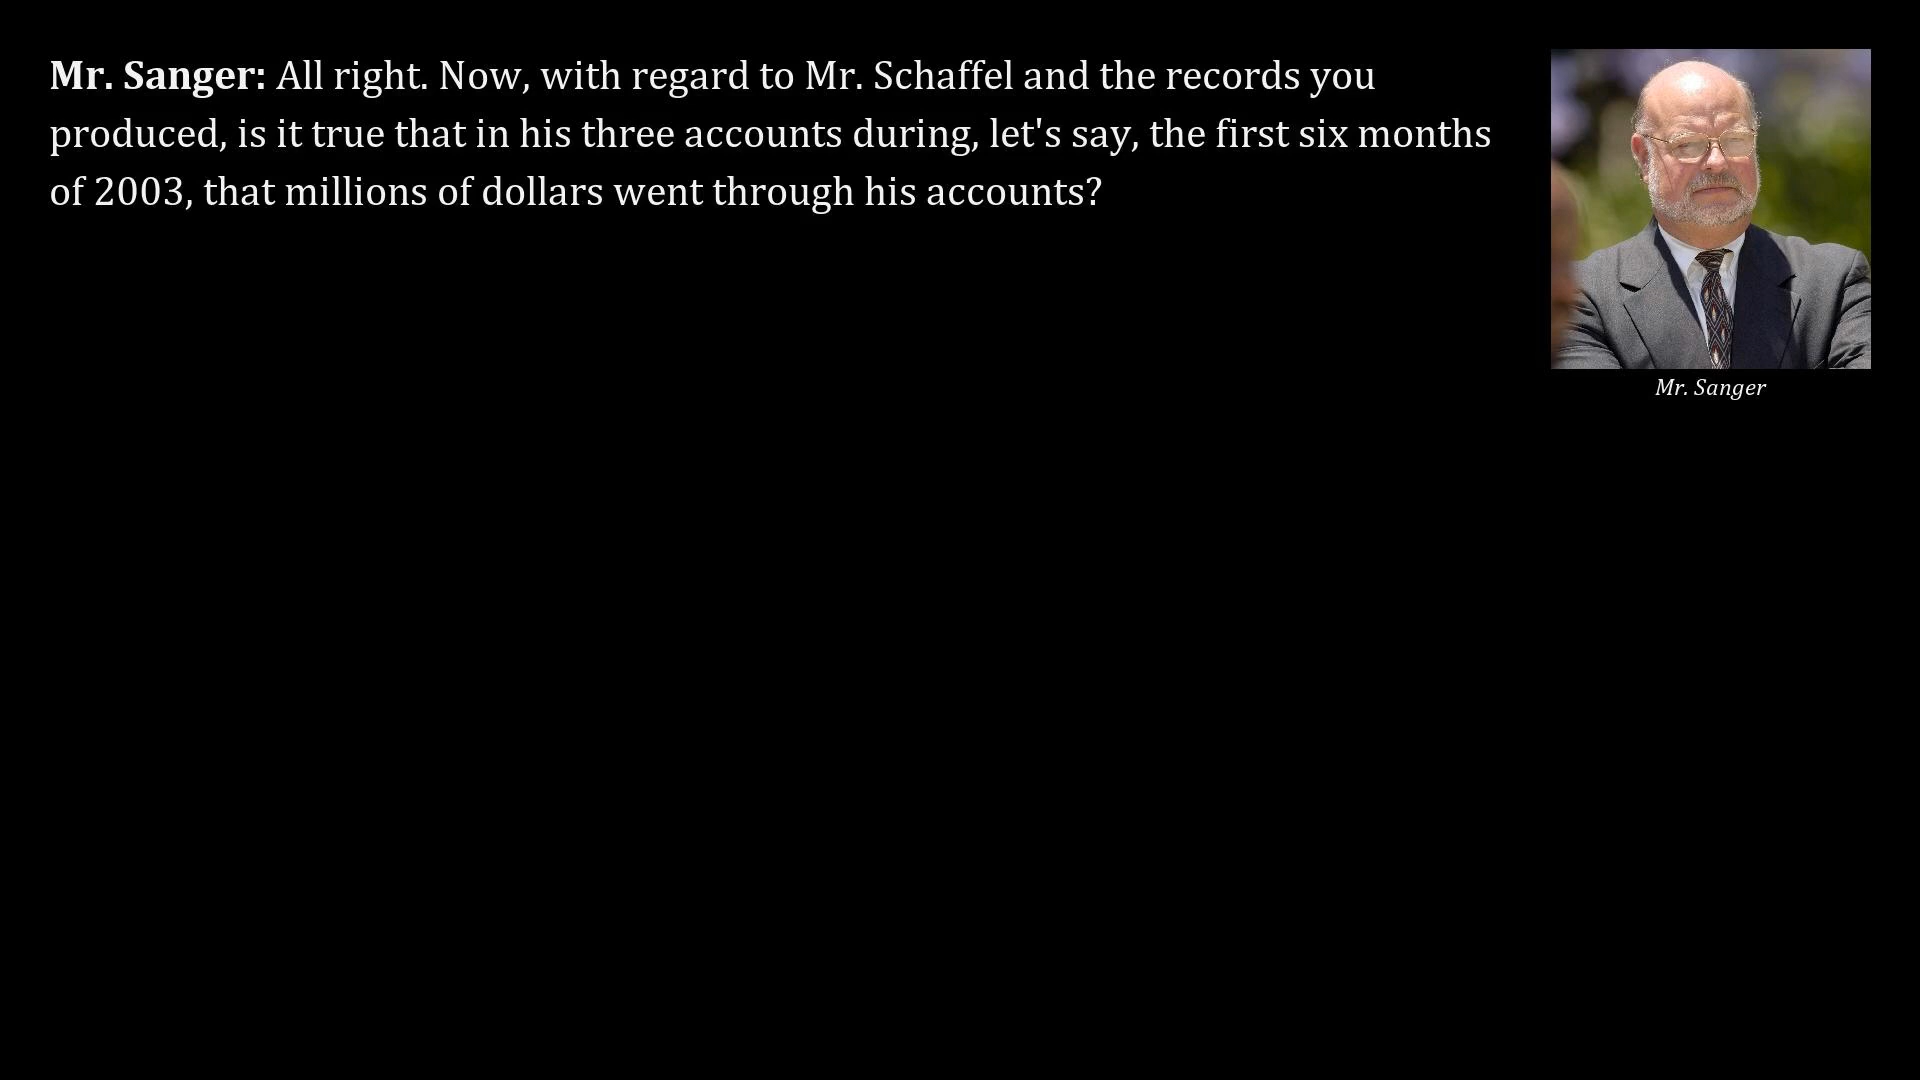 Mr. Sanger: All right. Now, with regard to Mr. Schaffel and the records you
produced, is it true that in his three accounts during, let's say, the first six months
of 2003, that millions of dollars went through his accounts?
Mr. Sanger